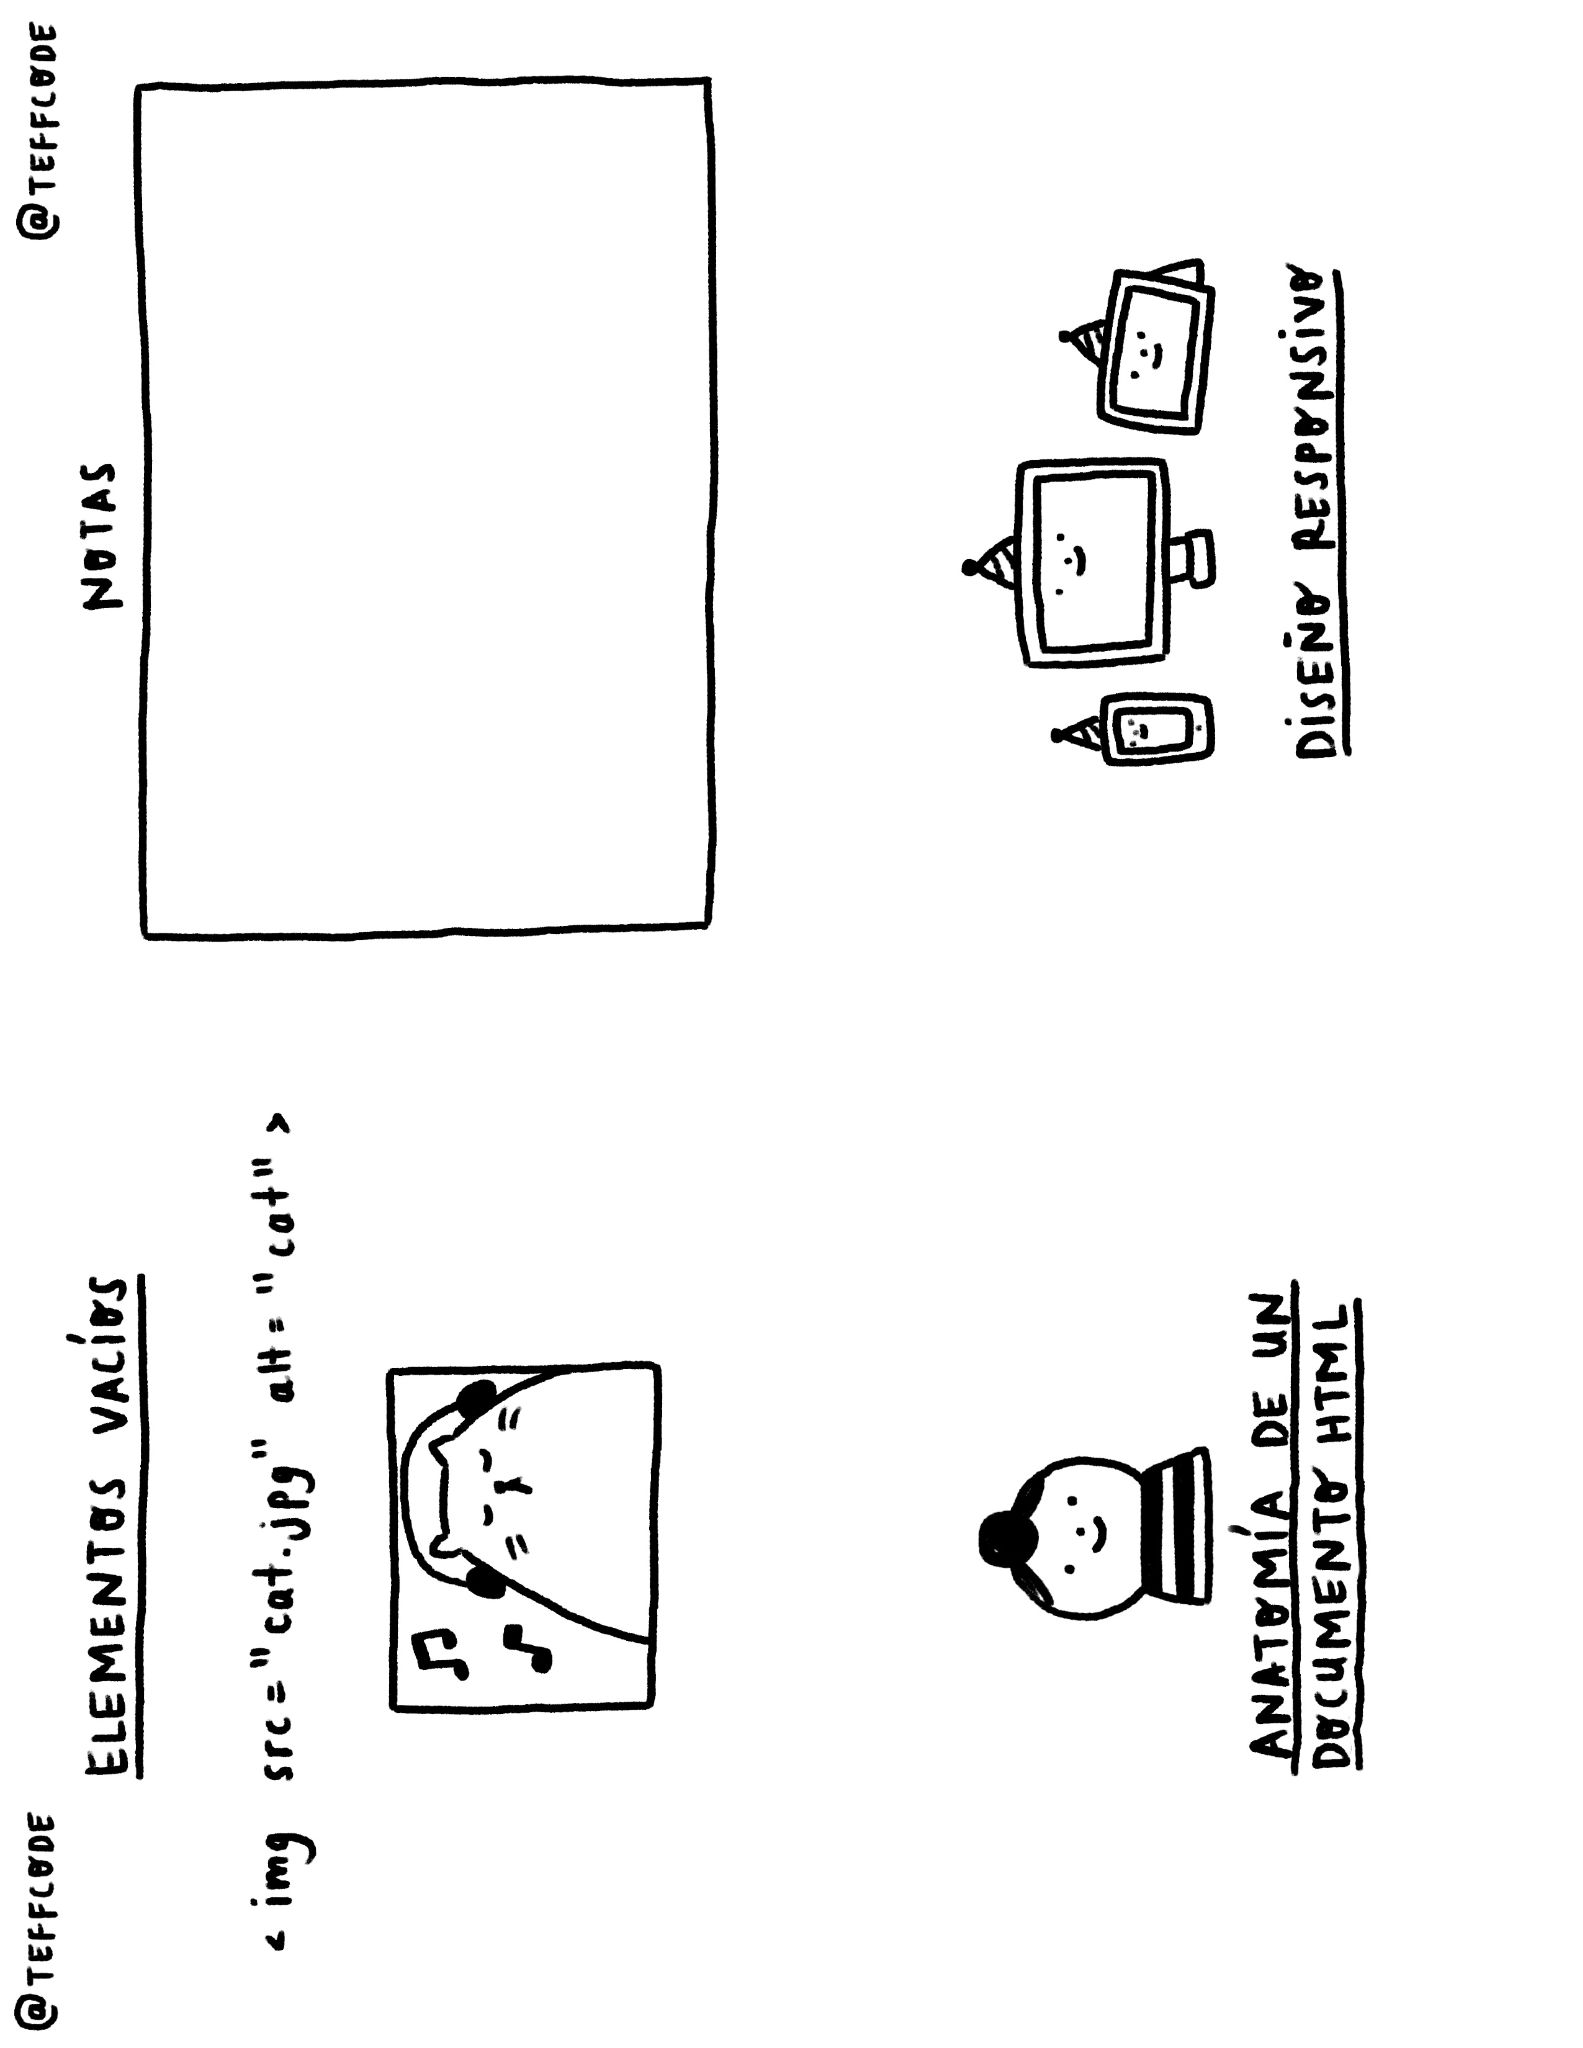 @TEFFCODE
ELEMENTOS VACÍOS
< img src="cat.jpg" alt="cat">
ANATOMÍA DE UN
DOCUMENTO HTML
@TEFFCODE
NOTAS
DISEÑO RESPONSIVO